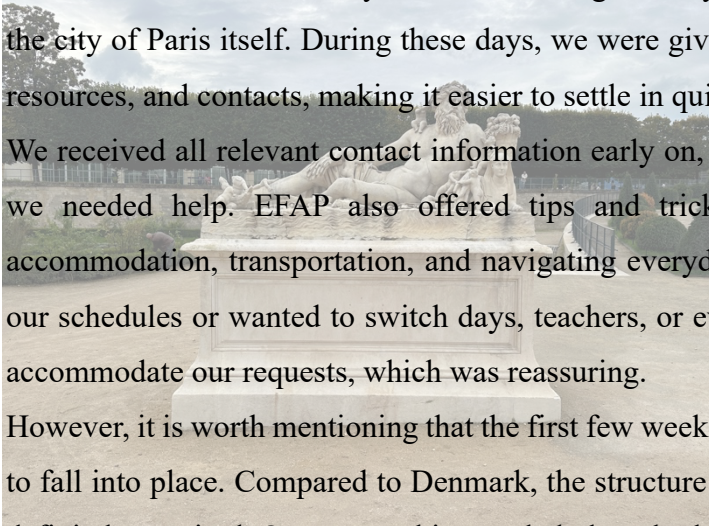 the city of Paris itself. During these days, we were giv
resources, and contacts, making it easier to settle in qui
We received all relevant contact information early on,
we needed help. EFAP also offered tips and trick
accommodation, transportation, and navigating everyd
our schedules or wanted to switch days, teachers, or e
accommodate our requests, which was reassuring.
However, it is worth mentioning that the first few week
to fall into place. Compared to Denmark, the structure